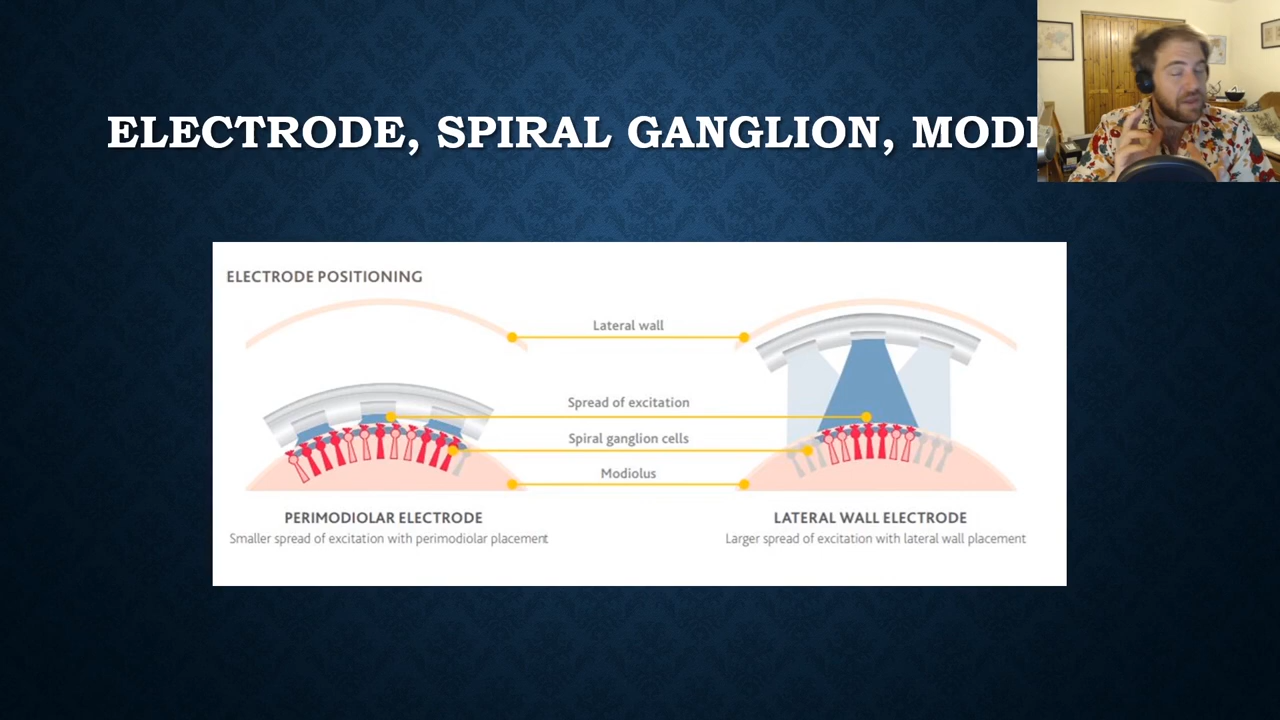 ELECTRODE, SPIRAL GANGLION,
ELECTRODE POSITIONING
Lateral wall
Spread of excitation
Spiral ganglion cells
Modiolus
PERIMODIOLAR ELECTRODE
Smaller spread of excitation with perimodiolar placement
LATERAL WALL ELECTRODE
Larger spread of excitation with lateral wall placement